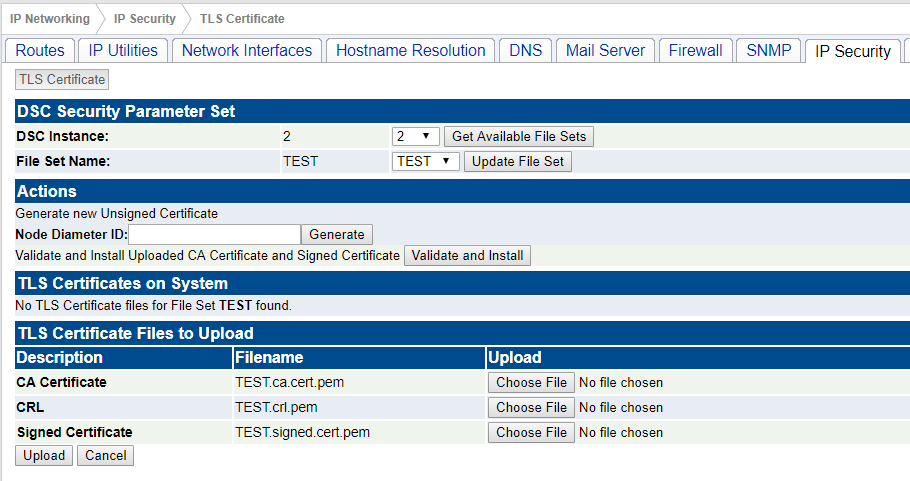 IP Networking IP Security TLS Certificate
Routes IP Utilities Network Interfaces Hostname Resolution DNS Mail Server Firewall SNMP IP Security
TLS Certificate
DSC Security Parameter Set
DSC Instance: 2 2 Get Available File Sets
File Set Name: TEST TEST Update File Set
Actions
Generate new Unsigned Certificate
Node Diameter ID: Generate
Validate and Install Uploaded CA Certificate and Signed Certificate Validate and Install
TLS Certificates on System
No TLS Certificate files for File Set TEST found.
TLS Certificate Files to Upload
Description Filename Upload
CA Certificate TEST.ca.cert.pem Choose File No file chosen
CRL TEST.crl.pem Choose File No file chosen
Signed Certificate TEST.signed.cert.pem Choose File No file chosen
Upload Cancel